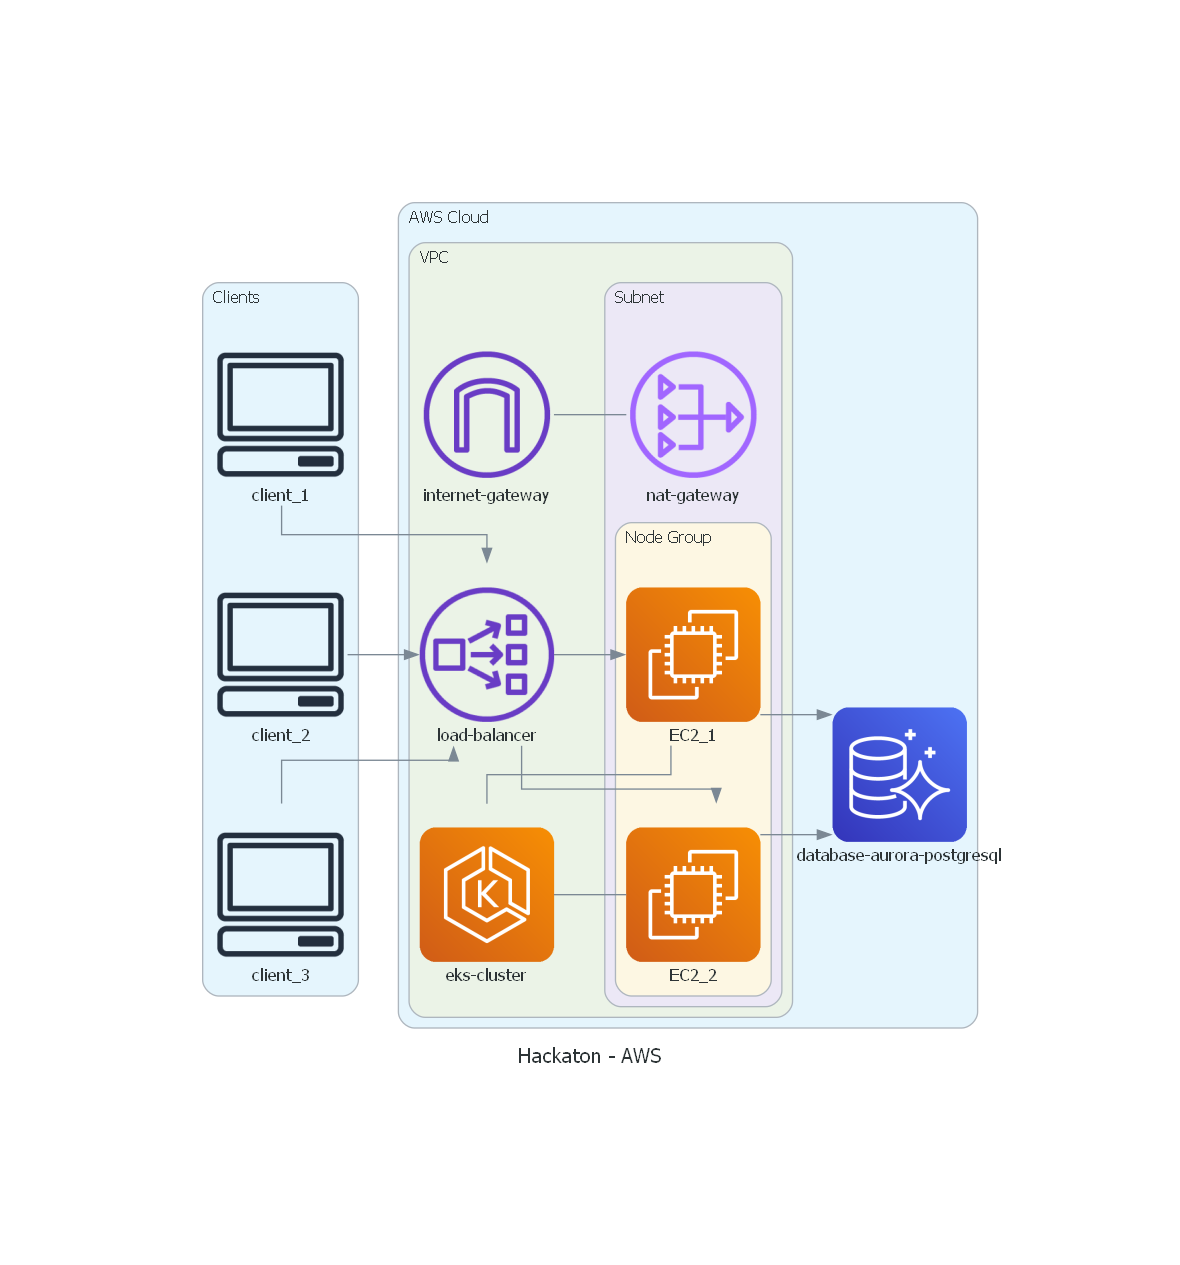 AWS Cloud
VPC
Clients
Subnet
client_1
internet-gateway
nat-gateway
Node Group
client_2
load-balancer
EC2_1
K
database-aurora-postgresql
client_3
eks-cluster
EC2_2
Hackaton - AWS